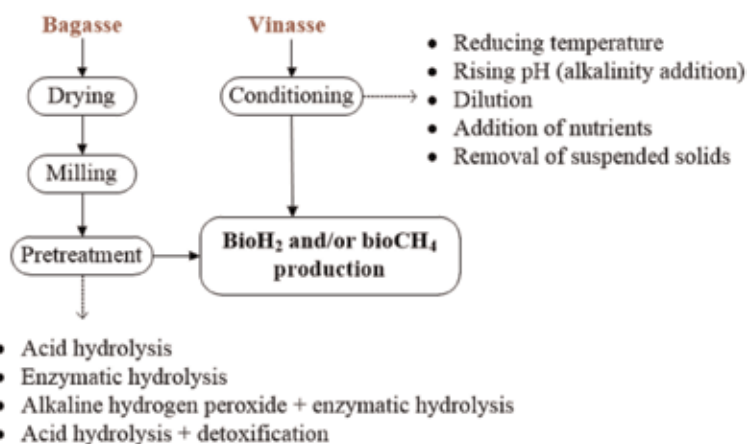 Bagasse
Vinasse
Drying
Conditioning
• Reducing temperature
• Rising pH (alkalinity addition)
• Dilution
• Addition of nutrients
• Removal of suspended solids
Milling
Pretreatment
BioH₂ and/or bioCH₄
production
• Acid hydrolysis
• Enzymatic hydrolysis
• Alkaline hydrogen peroxide + enzymatic hydrolysis
• Acid hydrolysis + detoxification